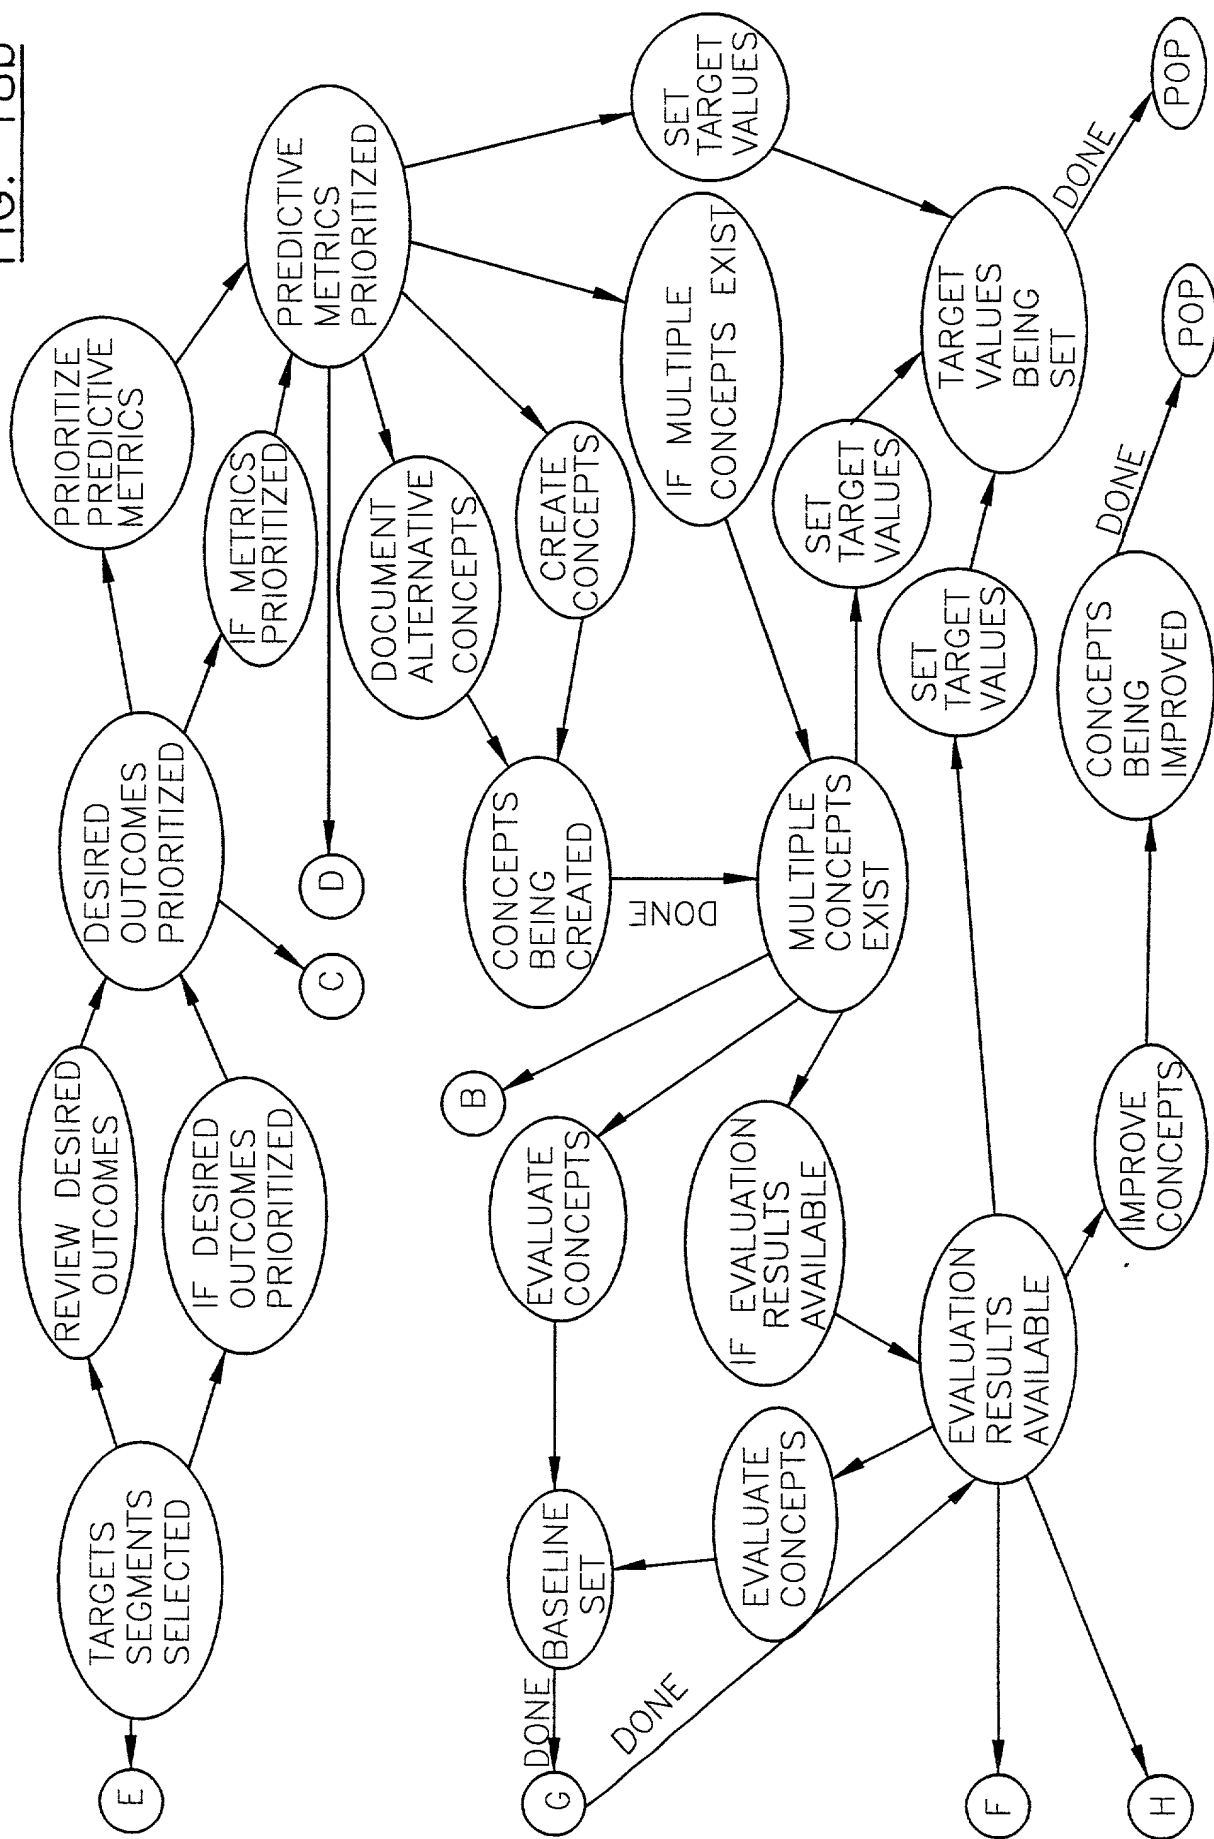 FIG.
TARGETS
SEGMENTS
SELECTED
E
REVIEW DESIRED
OUTCOMES
IF DESIRED
OUTCOMES
PRIORITIZED
DESIRED
OUTCOMES
PRIORITIZED
C
PRIORITIZE
PREDICTIVE
METRICS
IF METRICS
PRIORITIZED
PREDICTIVE
METRICS
PRIORITIZED
D
DOCUMENT
ALTERNATIVE
CONCEPTS
CREATE
CONCEPTS
CONCEPTS
BEING
CREATED
DONE
IF MULTIPLE
CONCEPTS EXIST
SET
TARGET
VALUES
MULTIPLE
CONCEPTS
EXIST
B
EVALUATE
CONCEPTS
IF EVALUATION
RESULTS
AVAILABLE
BASELINE
SET
DONE
G
DONE
EVALUATE
CONCEPTS
EVALUATION
RESULTS
AVAILABLE
F
H
SET
TARGET
VALUES
SET
TARGET
VALUES
TARGET
VALUES
BEING
SET
DONE
POP
IMPROVE
CONCEPTS
CONCEPTS
BEING
IMPROVED
DONE
POP